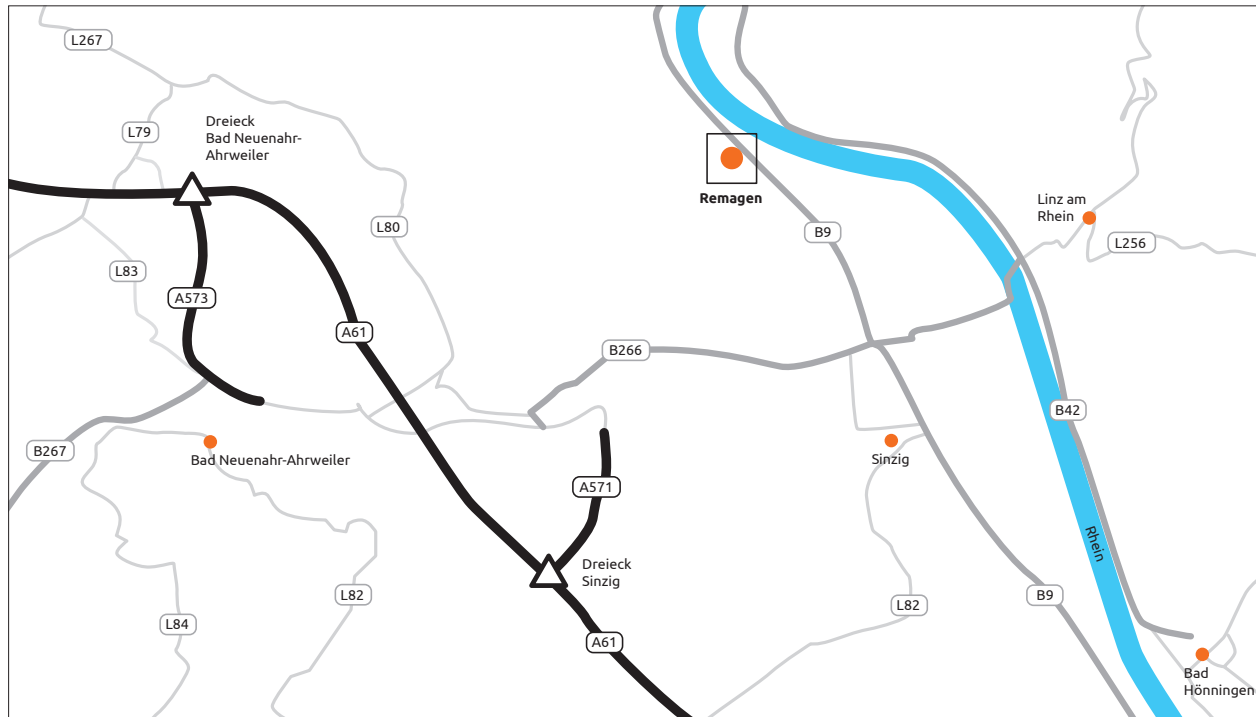 L267
L79
Dreieck
Bad Neuenahr-
Ahrweiler
Remagen
Linz am
Rhein
L80
B9
L256
L83
A573
A61
B266
B42
B267
Bad Neuenahr-Ahrweiler
Sinzig
A571
Rhein
Dreieck
Sinzig
L82
L82
B9
L84
A61
Bad
Hönningen